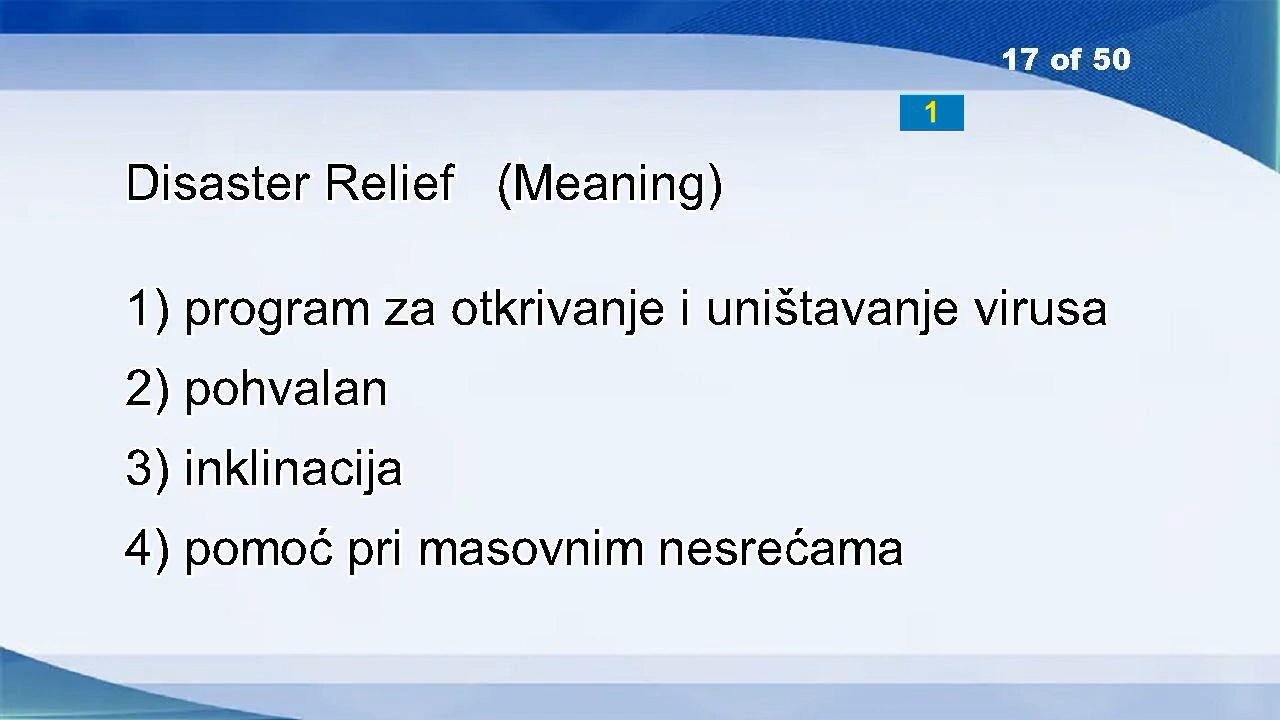 17 of 50
1
Disaster Relief (Meaning)
1) program za otkrivanje i uništavanje virusa
2) pohvalan
3) inklinacija
4) pomoć pri masovnim nesrećama